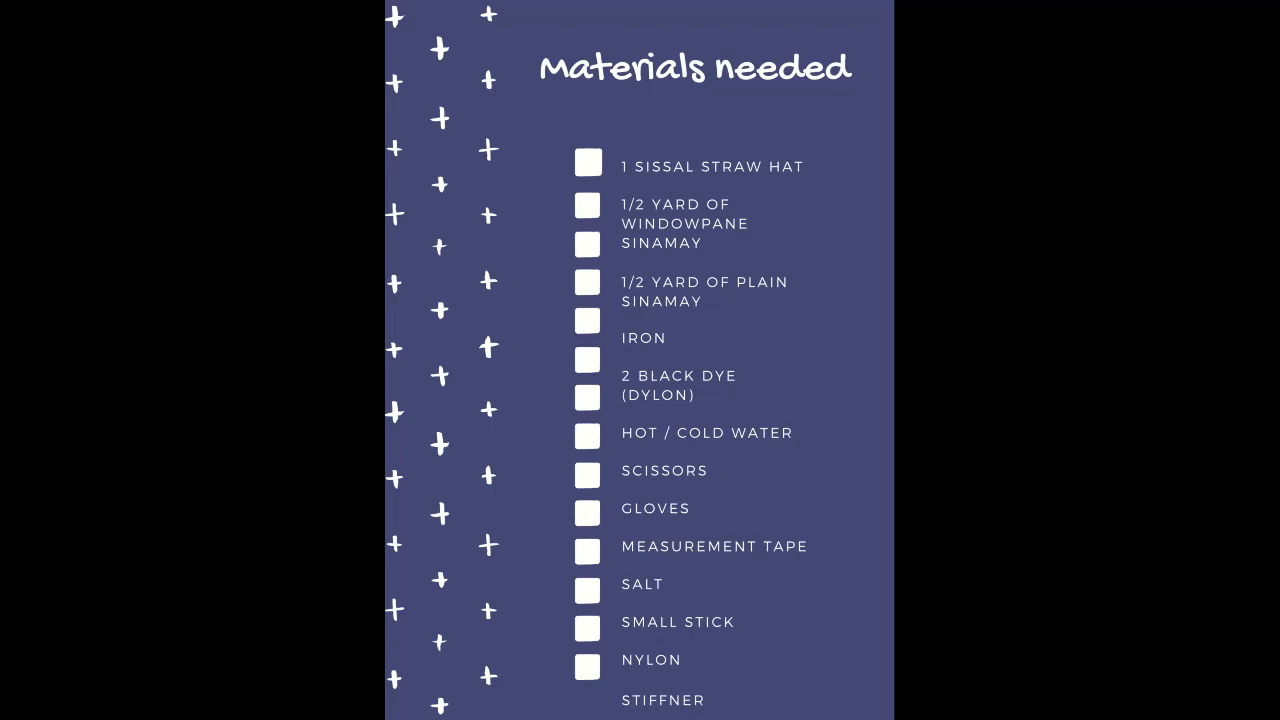 Materials needed
1 SISSAL STRAW HAT
1/2 YARD OF
WINDOWPANE
SINAMAY
1/2 YARD OF PLAIN
SINAMAY
IRON
2 BLACK DYE
(DYLON)
HOT / COLD WATER
SCISSORS
GLOVES
MEASUREMENT TAPE
SALT
SMALL STICK
NYLON
STIFFNER